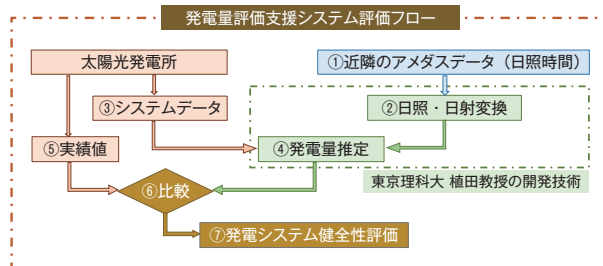 発電量評価支援システム評価フロー
太陽光発電所
①近隣のアメダスデータ（日照時間）
③システムデータ
②日照・日射変換
⑤実績値
④発電量推定
東京理科大 植田教授の開発技術
⑥比較
⑦発電システム健全性評価